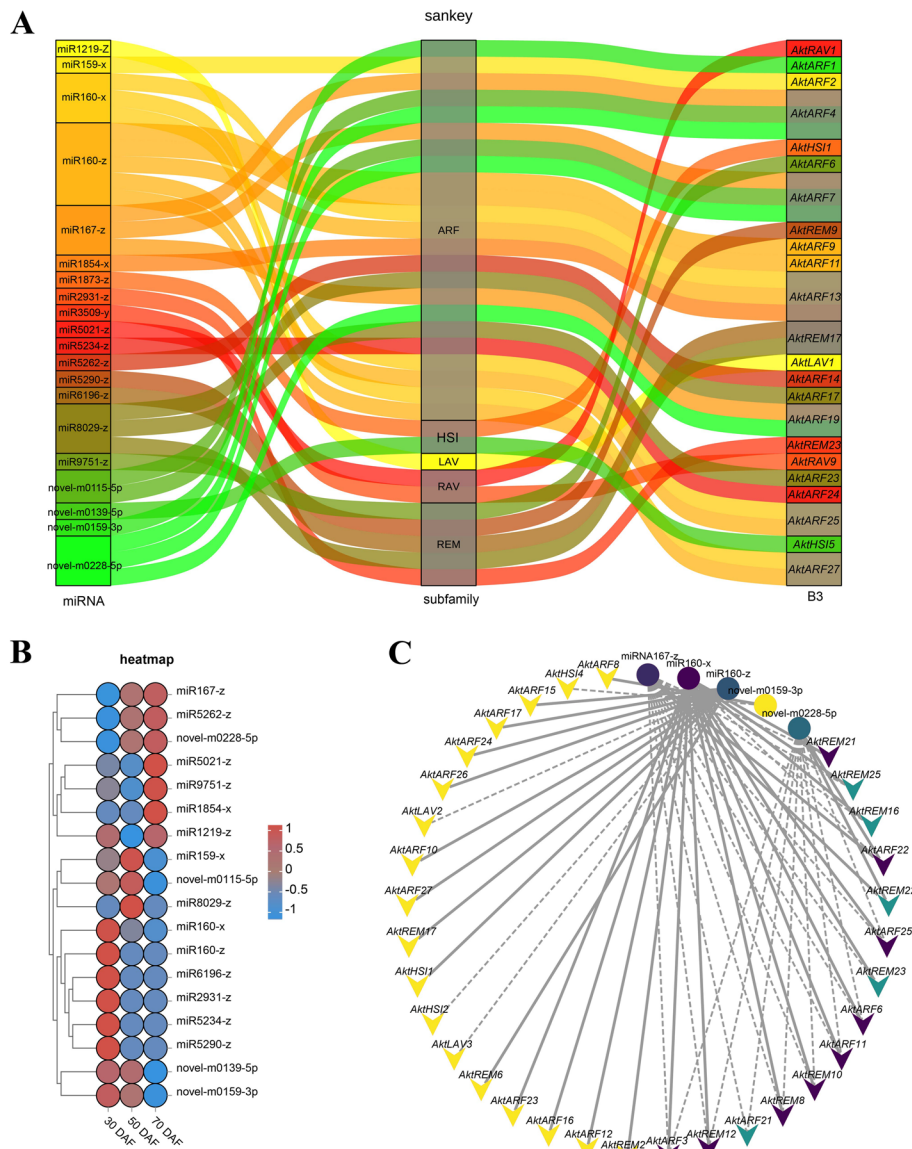 A
sankey
miR1219-Z
miR159-x
miR160-x
miR160-z
miR167-z
miR1854-x
miR1873-z
miR2931-z
miR3509-y
miR5021-z
miR5234-z
miR5262-z
miR5290-z
miR6196-z
miR8029-z
miR9751-z
novel-m0115-5p
novel-m0139-5p
novel-m0159-3p
novel-m0228-5p
miRNA
ARF
HSI
LAV
RAV
REM
subfamily
AktRAV1
AktARF1
AktARF2
AktARF4
AktHSI1
AktARF6
AktARF7
AktREM9
AktARF9
AktARF11
AktARF13
AktREM17
AktLAV1
AktARF14
AktARF17
AktARF19
AktREM23
AktRAV9
AktARF23
AktARF24
AktARF25
AktHSI5
AktARF27
B3
B
heatmap
miR167-z
miR5262-z
novel-m0228-5p
miR5021-z
miR9751-z
miR1854-x
miR1219-z
miR159-x
novel-m0115-5p
miR8029-z
miR160-x
miR160-z
miR6196-z
miR2931-z
miR5234-z
miR5290-z
novel-m0139-5p
novel-m0159-3p
30 DAF
50 DAF
70 DAF
1
0.5
0
-0.5
-1
C
miRNA167-z
miR160-x
miR160-z
novel-m0159-3p
novel-m0228-5p
AktARF8
AktHSI4
AktARF15
AktARF17
AktARF24
AktARF26
AktLAV2
AktARF10
AktARF27
AktREM17
AktHSI1
AktHSI2
AktLAV3
AktREM6
AktARF23
AktARF16
AktARF12
AktREM2
AktARF3
AktREM12
AktARF21
AktREM8
AktREM10
AktARF11
AktARF6
AktREM23
AktARF25
AktARF22
AktREM16
AktREM25
AktREM21